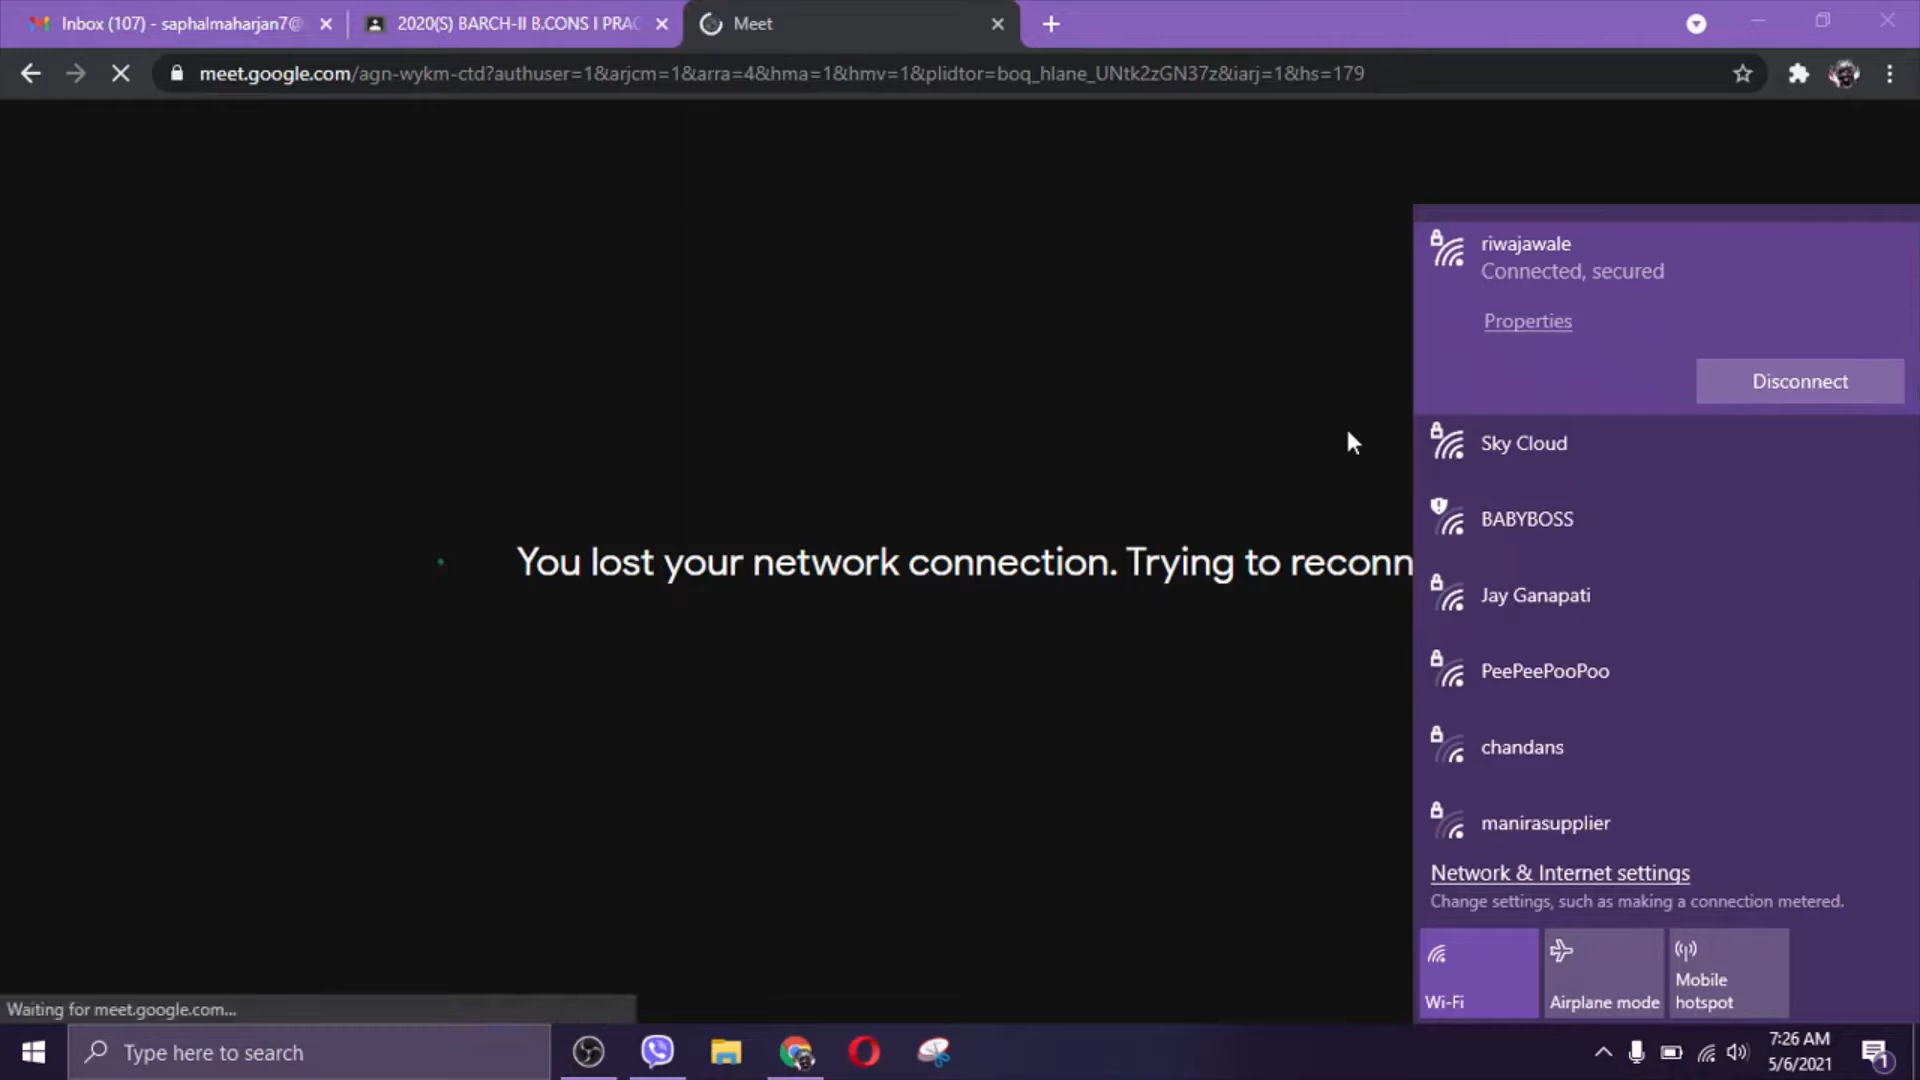 Inbox (107) - saphalmaharjan7@
2020(S) BARCH-II B.CONS I PRAC
Meet
meet.google.com/agn-wykm-ctd?authuser=1&arjcm=1&arra=4&hma=1&hmv=1&plidtor=boq_hlane_UNtk2zGN37z&iarj=1&hs=179
riwajawale
Connected, secured
Properties
Disconnect
Sky Cloud
BABYBOSS
You lost your network connection. Trying to reconn
Jay Ganapati
PeePeePooPoo
chandans
manirasupplier
Network & Internet settings
Change settings, such as making a connection metered.
Wi-Fi
Airplane mode
Mobile
hotspot
Waiting for meet.google.com...
Type here to search
7:26 AM
5/6/2021
1